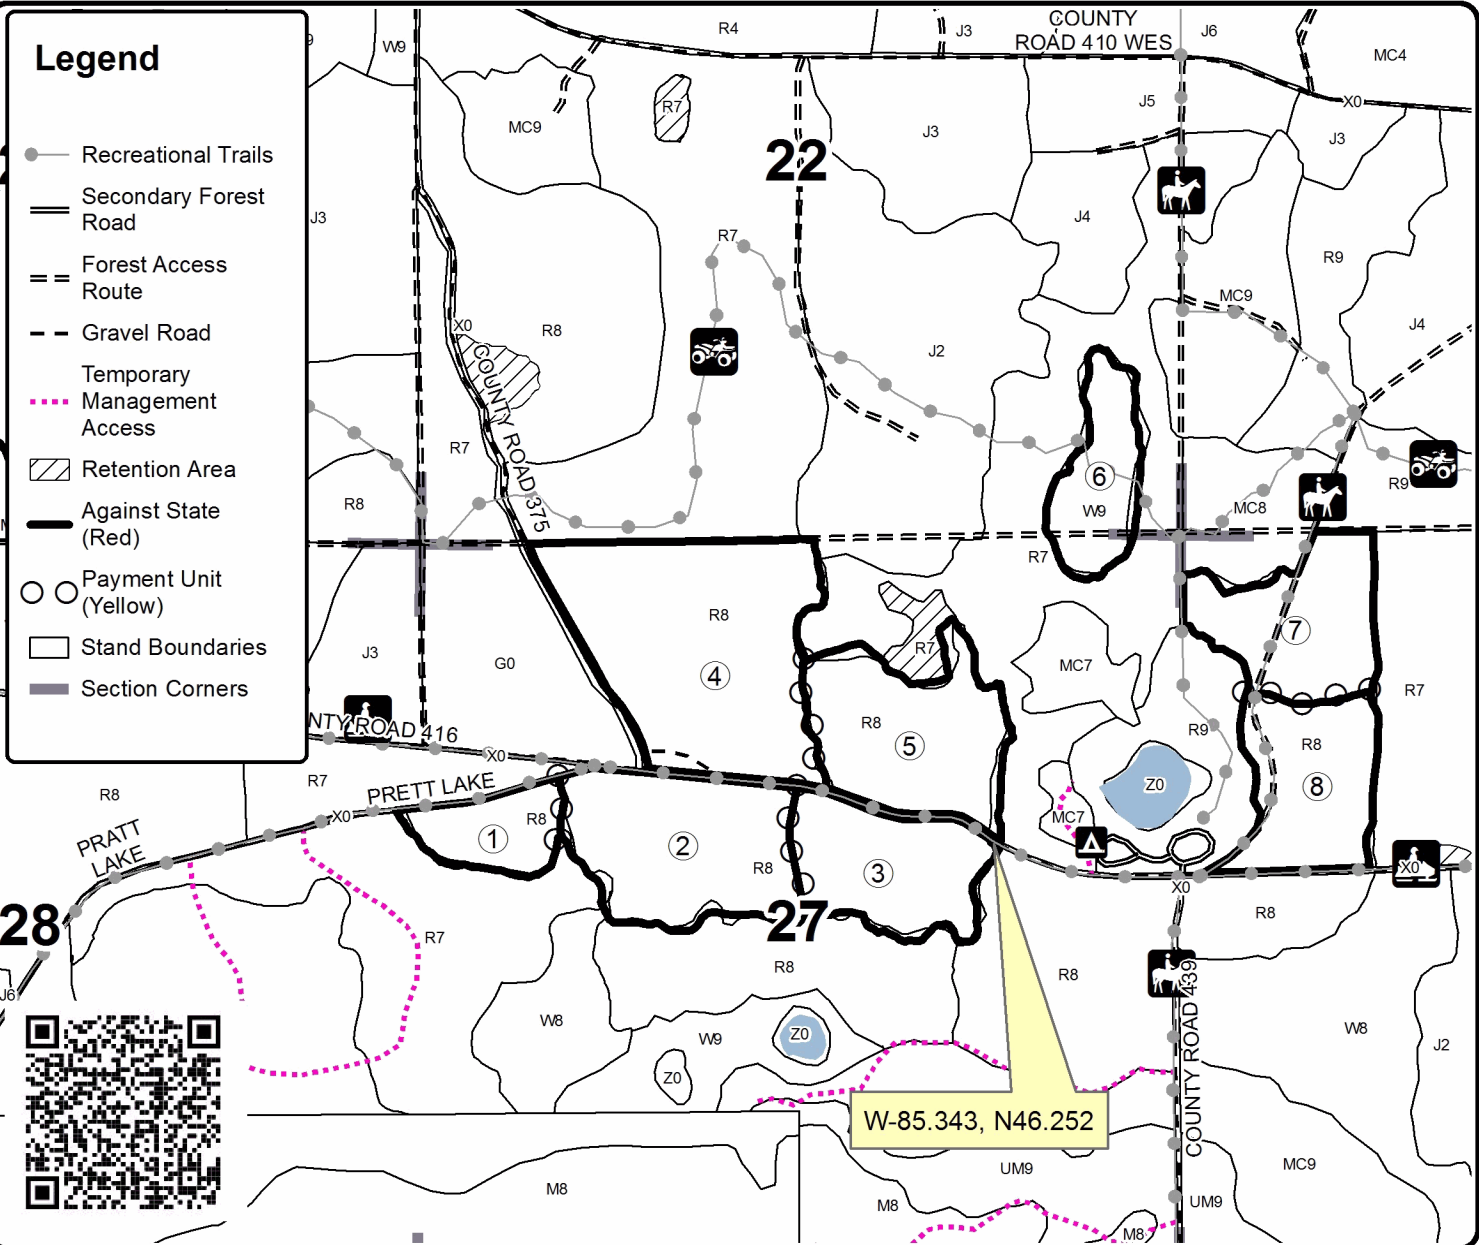 Legend
Recreational Trails
Secondary Forest
Road
Forest Access
Route
Gravel Road
Temporary
Management
Access
Retention Area
Against State
(Red)
Payment Unit
(Yellow)
Stand Boundaries
Section Corners
9
W9
R4
J3
COUNTY
ROAD 410 WES
J6
MC4
X0
J5
R7
MC9
J3
J3
22
J3
J4
R7
R9
MC9
X0
R8
J2
J4
COUNTY ROAD 375
R7
R8
6
W9
R9
MC8
R7
R8
7
J3
G0
4
R7
MC7
R7
R8
5
R9
R8
NTY ROAD 416
X0
R7
R8
PRETT LAKE
X0
Z0
8
MC7
PRATT
LAKE
R8
1
2
R8
3
X0
X0
28
27
R8
R7
R8
R8
J6
COUNTY ROAD 439
W8
W9
Z0
Z0
W8
J2
W-85.343, N46.252
UM9
MC9
M8
M8
UM9
M8